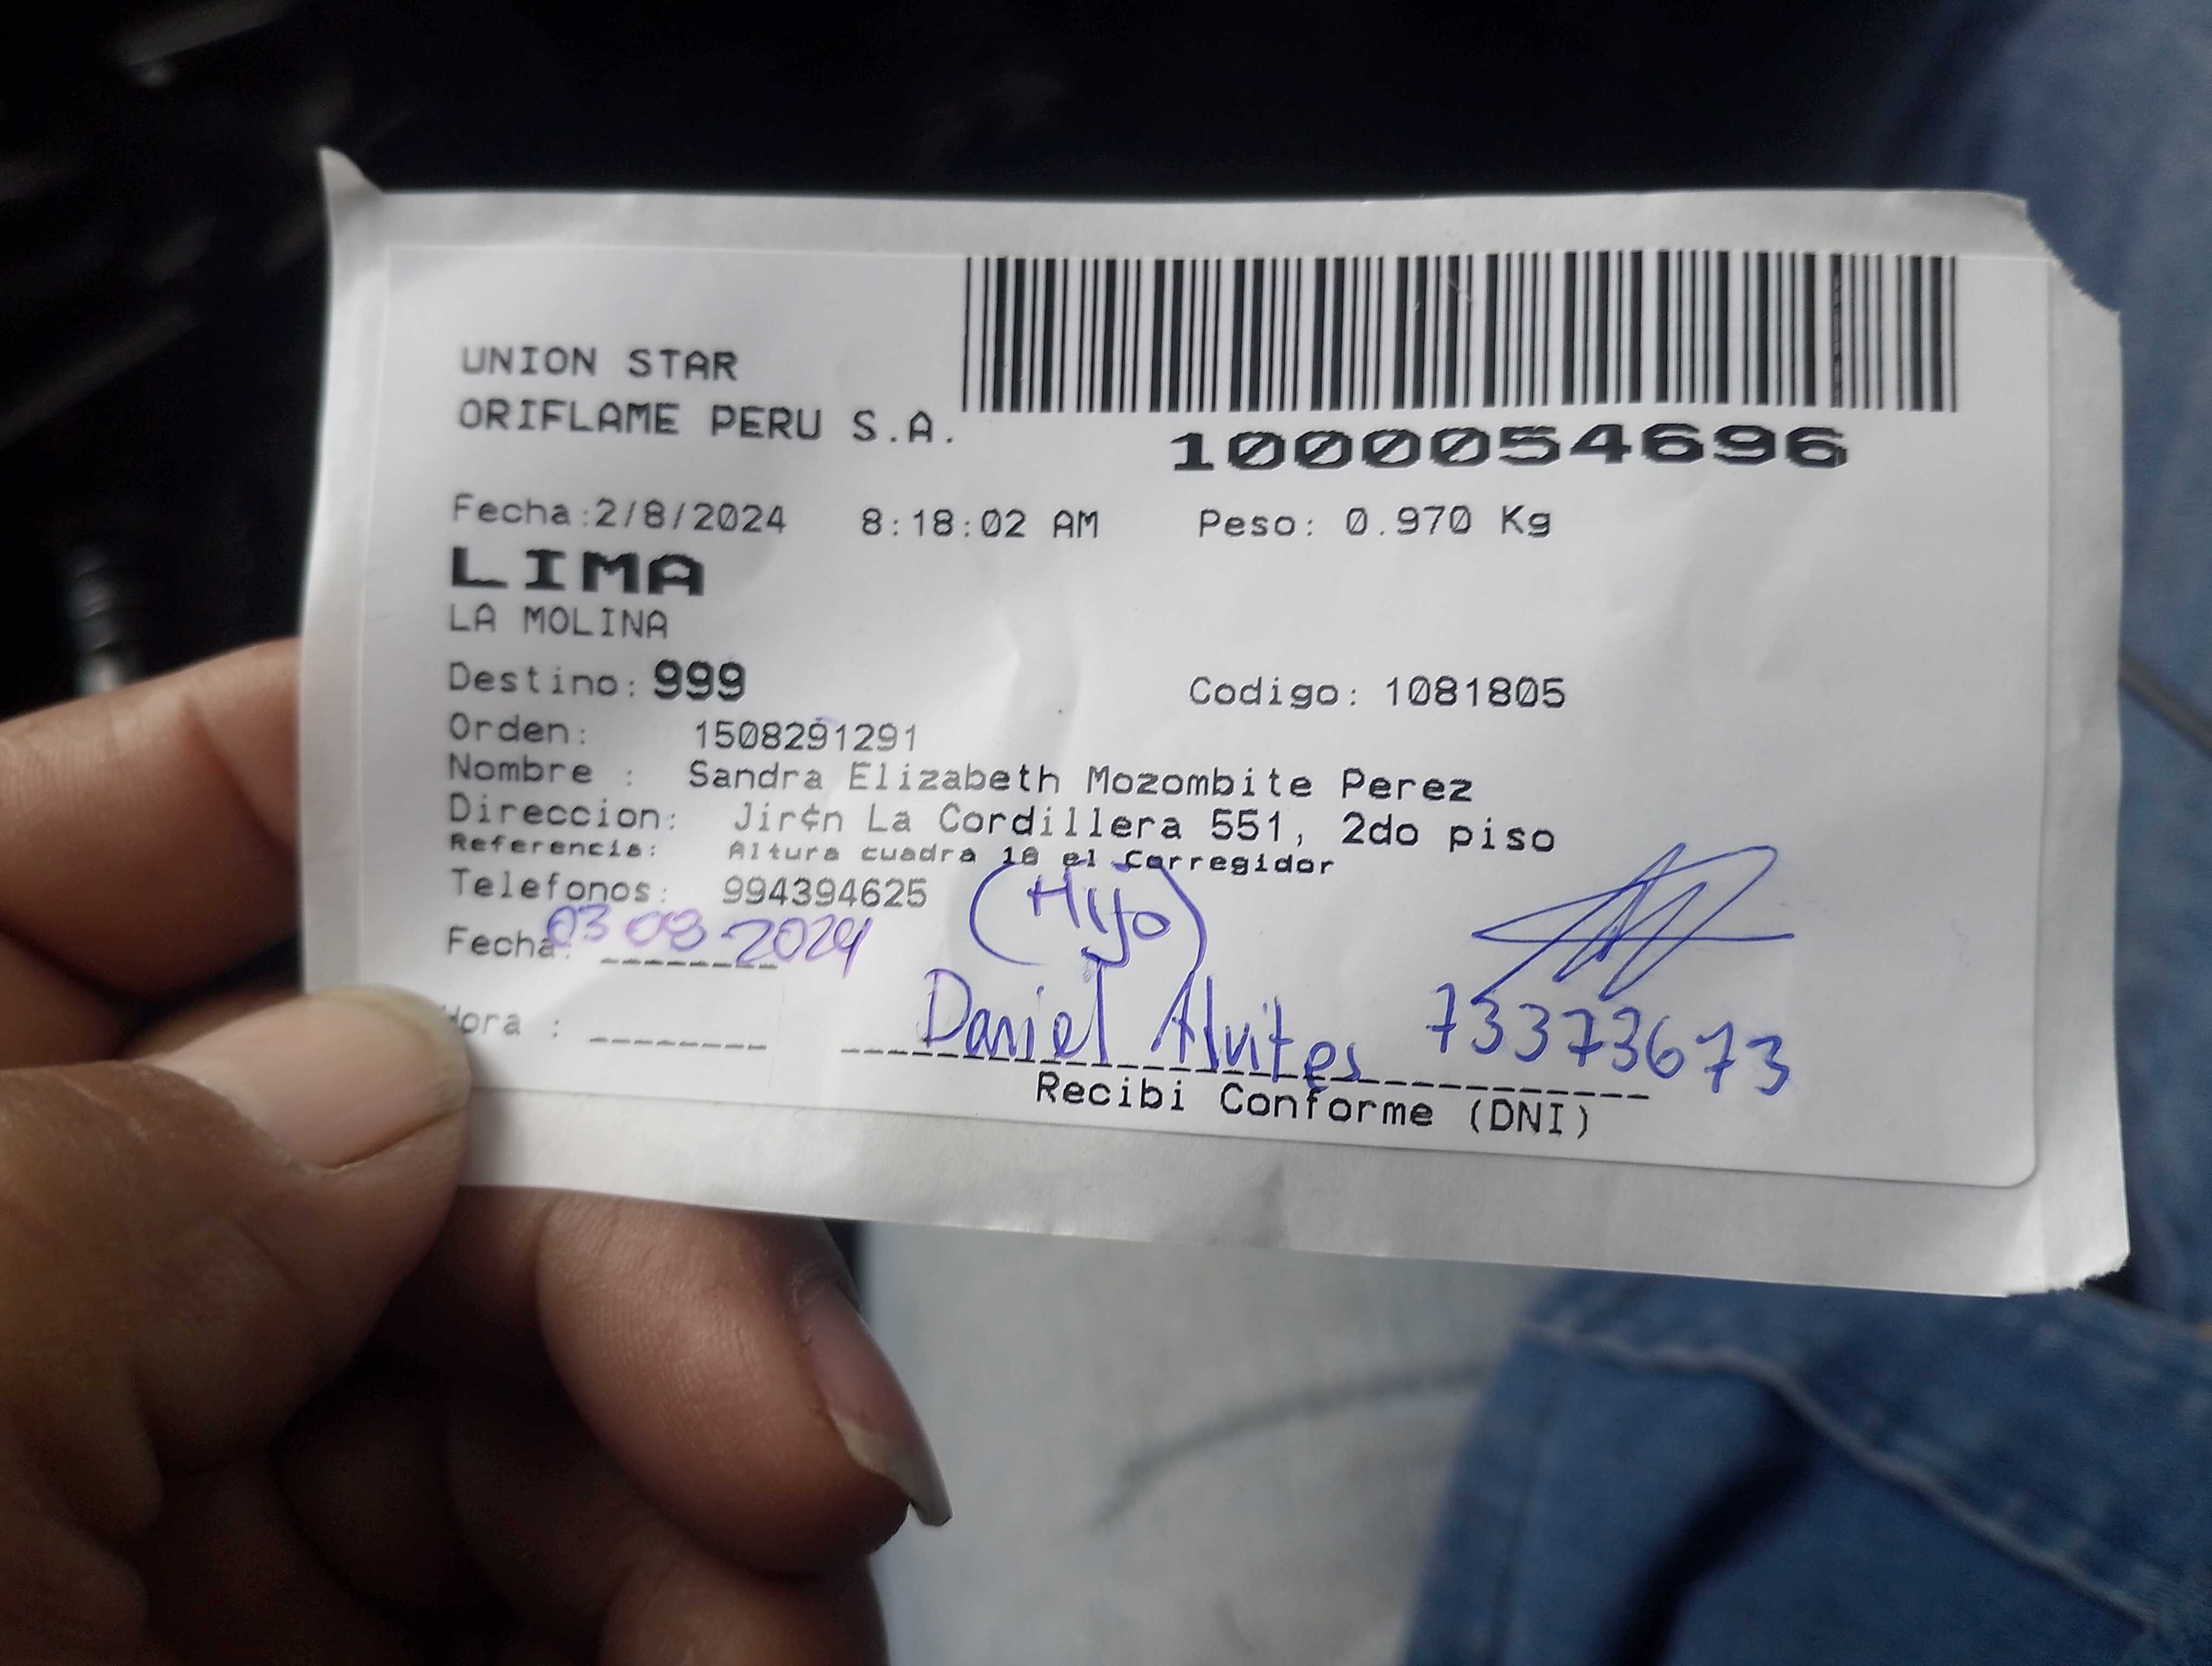 UNION STAR
ORIFLAME PERU S.A.
1000054696
Fecha:2/8/2024 8:18:02 AM Peso: 0.970 Kg
LIMA
LA MOLINA
Destino: 999 Codigo: 1081805
Orden: 1508291291
Nombre : Sandra Elizabeth Mozombite Perez
Direccion: Jir¢n La Cordillera 551, 2do piso
Referencia: Altura cuadra 18 el Corregidor
Telefonos: 994394625
(Hijo)
Fecha: 03 08 2024
Hora : Daniel Alvites 73373673
Recibi Conforme (DNI)